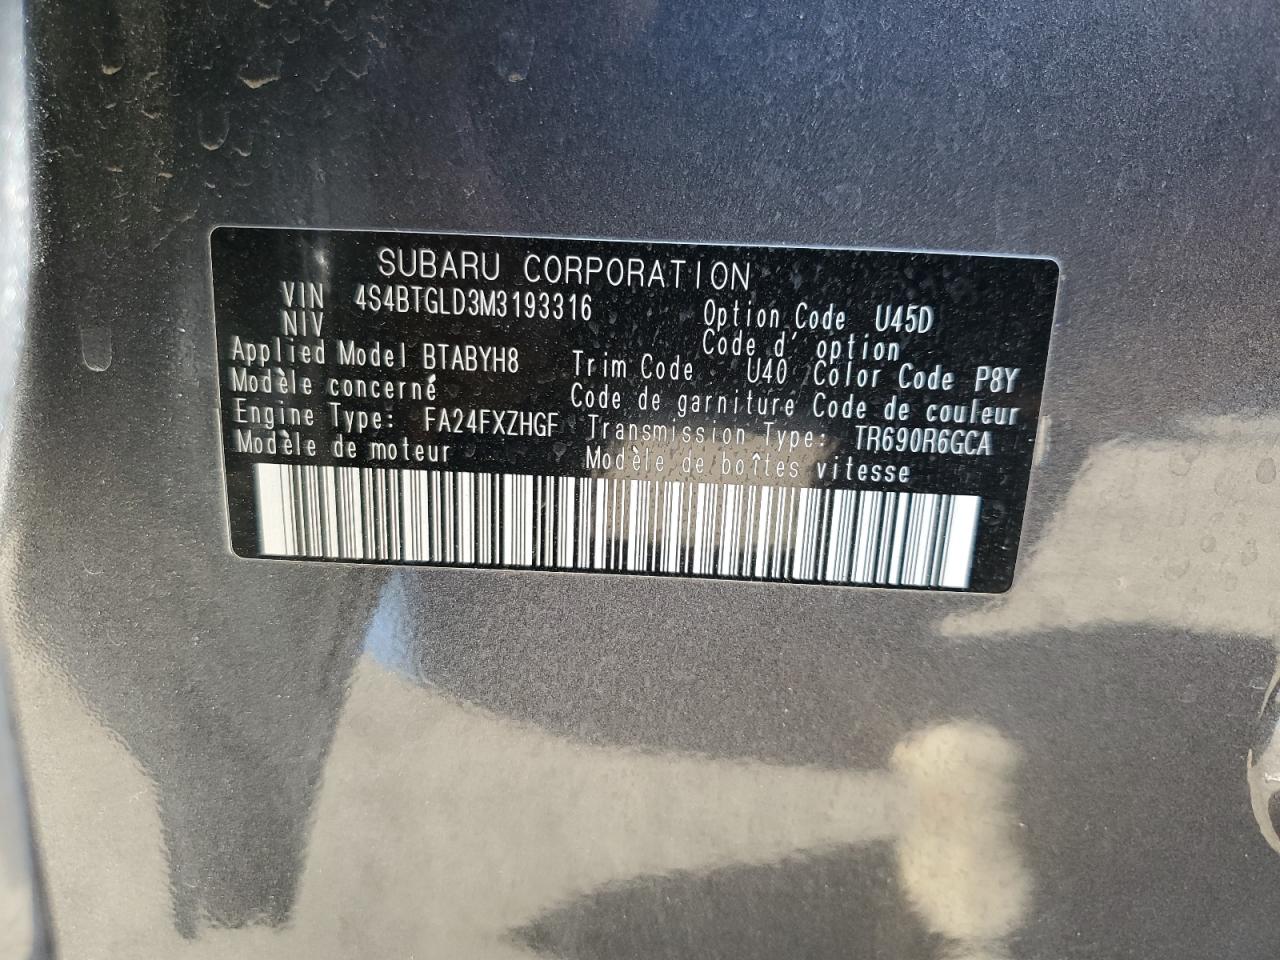 SUBARU CORPORATION
VIN 4S4BTGLD3M3193316 Option Code U45D
NIV Code d' option
Applied Model BTABYH8 Trim Code U40 Color Code P8Y
Modèle concerné Code de garniture Code de couleur
Engine Type: FA24FXZHGF Transmission Type: TR690R6GCA
Modèle de moteur Modèle de boîtes vitesse